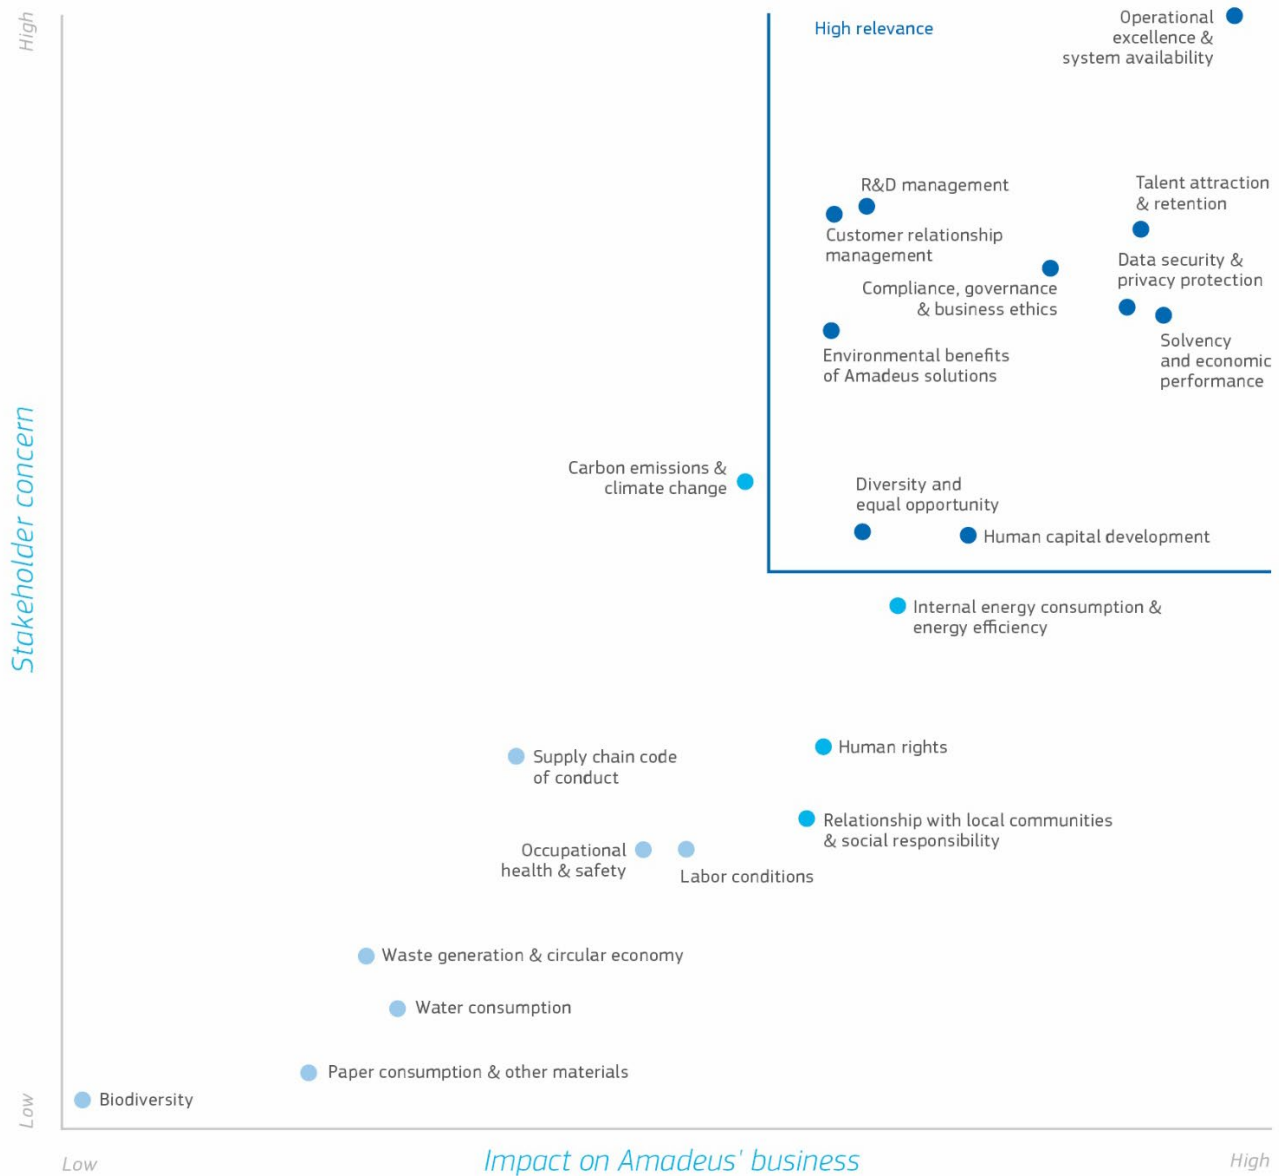 High
Operational
excellence &
system availability
High relevance
R&D management
Talent attraction
& retention
Customer relationship
management
Data security &
privacy protection
Compliance, governance
& business ethics
Solvency
and economic
performance
Environmental benefits
of Amadeus solutions
Carbon emissions &
climate change
Diversity and
equal opportunity
Human capital development
Stakeholder concern
Internal energy consumption &
energy efficiency
Human rights
Supply chain code
of conduct
Relationship with local communities
& social responsibility
Occupational
health & safety
Labor conditions
Waste generation & circular economy
Water consumption
Paper consumption & other materials
Biodiversity
Low
Low
Impact on Amadeus' business
High